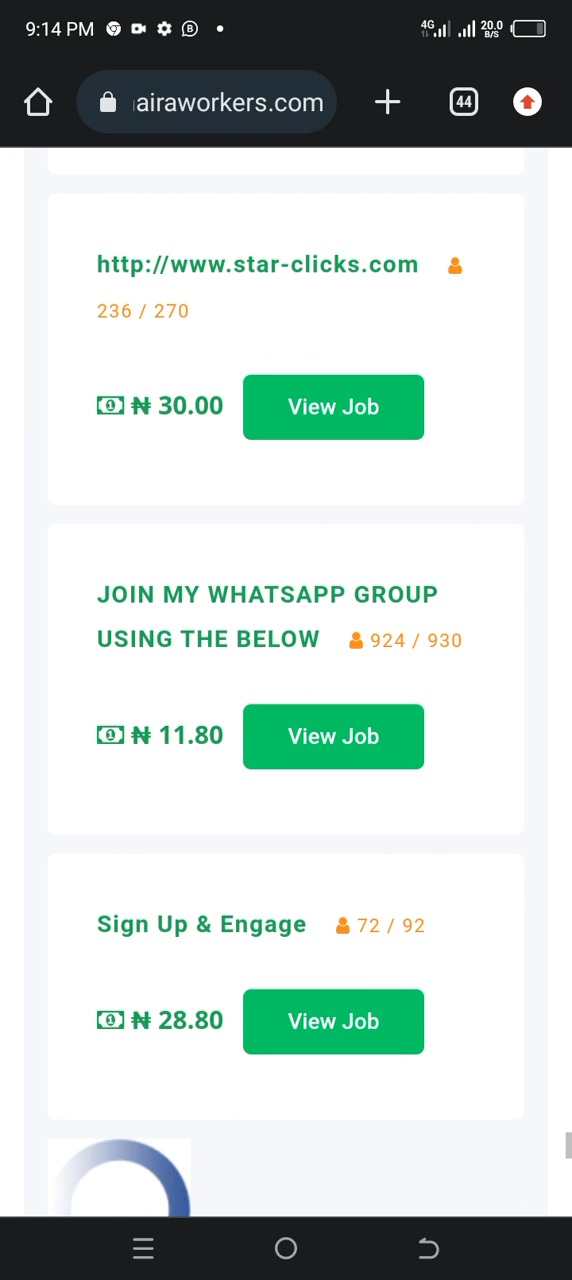 9:14 PM
4G
20.0
B/S
airaworkers.com
44
http://www.star-clicks.com
236 / 270
₦ 30.00
View Job
JOIN MY WHATSAPP GROUP
USING THE BELOW 924 / 930
₦ 11.80
View Job
Sign Up & Engage 72 / 92
₦ 28.80
View Job